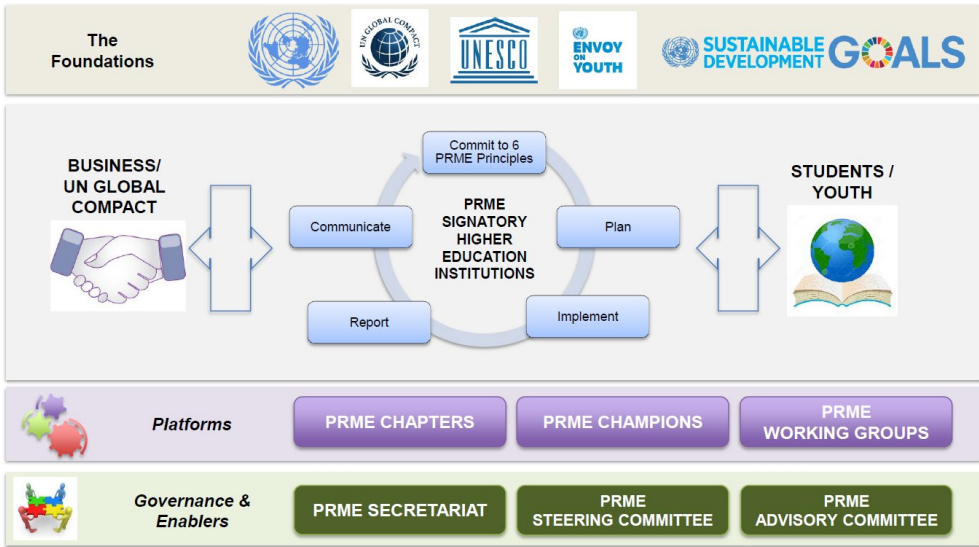 The
Foundations
UN GLOBAL COMPACT
UNESCO
ENVOY
ON
YOUTH
SUSTAINABLE
DEVELOPMENT
GOALS
BUSINESS/
UN GLOBAL
COMPACT
Commit to 6
PRME Principles
Communicate
PRME
SIGNATORY
HIGHER
EDUCATION
INSTITUTIONS
Plan
Report
Implement
STUDENTS /
YOUTH
Platforms
PRME CHAPTERS
PRME CHAMPIONS
PRME
WORKING GROUPS
Governance &
Enablers
PRME SECRETARIAT
PRME
STEERING COMMITTEE
PRME
ADVISORY COMMITTEE